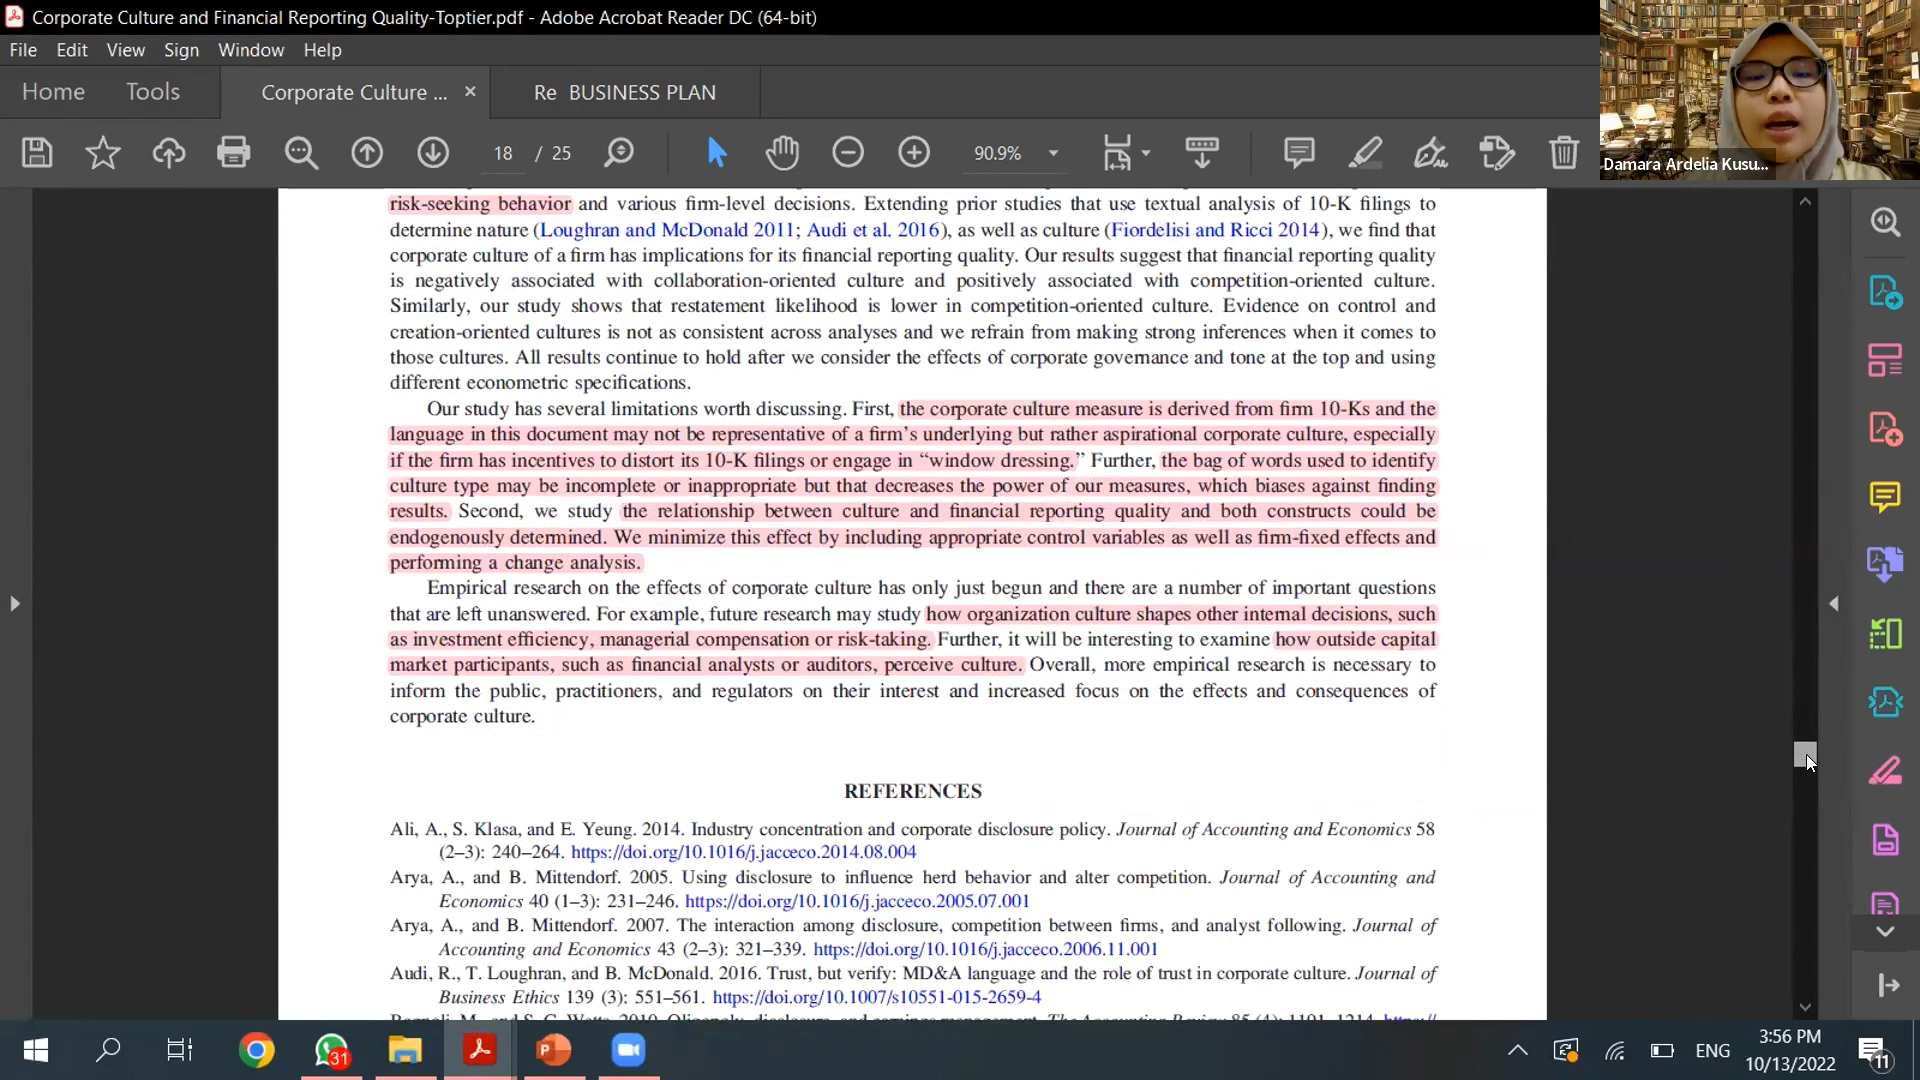 Corporate Culture and Financial Reporting Quality-Toptier.pdf - Adobe Acrobat Reader DC (64-bit)
File Edit View Sign Window Help
Home Tools Corporate Culture ... × Re BUSINESS PLAN
18 / 25 90.9%
Damara Ardelia Kusu...
risk-seeking behavior and various firm-level decisions. Extending prior studies that use textual analysis of 10-K filings to
determine nature (Loughran and McDonald 2011; Audi et al. 2016), as well as culture (Fiordelisi and Ricci 2014), we find that
corporate culture of a firm has implications for its financial reporting quality. Our results suggest that financial reporting quality
is negatively associated with collaboration-oriented culture and positively associated with competition-oriented culture.
Similarly, our study shows that restatement likelihood is lower in competition-oriented culture. Evidence on control and
creation-oriented cultures is not as consistent across analyses and we refrain from making strong inferences when it comes to
those cultures. All results continue to hold after we consider the effects of corporate governance and tone at the top and using
different econometric specifications.
Our study has several limitations worth discussing. First, the corporate culture measure is derived from firm 10-Ks and the
language in this document may not be representative of a firm’s underlying but rather aspirational corporate culture, especially
if the firm has incentives to distort its 10-K filings or engage in “window dressing.” Further, the bag of words used to identify
culture type may be incomplete or inappropriate but that decreases the power of our measures, which biases against finding
results. Second, we study the relationship between culture and financial reporting quality and both constructs could be
endogenously determined. We minimize this effect by including appropriate control variables as well as firm-fixed effects and
performing a change analysis.
Empirical research on the effects of corporate culture has only just begun and there are a number of important questions
that are left unanswered. For example, future research may study how organization culture shapes other internal decisions, such
as investment efficiency, managerial compensation or risk-taking. Further, it will be interesting to examine how outside capital
market participants, such as financial analysts or auditors, perceive culture. Overall, more empirical research is necessary to
inform the public, practitioners, and regulators on their interest and increased focus on the effects and consequences of
corporate culture.
REFERENCES
Ali, A., S. Klasa, and E. Yeung. 2014. Industry concentration and corporate disclosure policy. Journal of Accounting and Economics 58
(2–3): 240–264. https://doi.org/10.1016/j.jacceco.2014.08.004
Arya, A., and B. Mittendorf. 2005. Using disclosure to influence herd behavior and alter competition. Journal of Accounting and
Economics 40 (1–3): 231–246. https://doi.org/10.1016/j.jacceco.2005.07.001
Arya, A., and B. Mittendorf. 2007. The interaction among disclosure, competition between firms, and analyst following. Journal of
Accounting and Economics 43 (2–3): 321–339. https://doi.org/10.1016/j.jacceco.2006.11.001
Audi, R., T. Loughran, and B. McDonald. 2016. Trust, but verify: MD&A language and the role of trust in corporate culture. Journal of
Business Ethics 139 (3): 551–561. https://doi.org/10.1007/s10551-015-2659-4
31
ENG
3:56 PM
10/13/2022
11